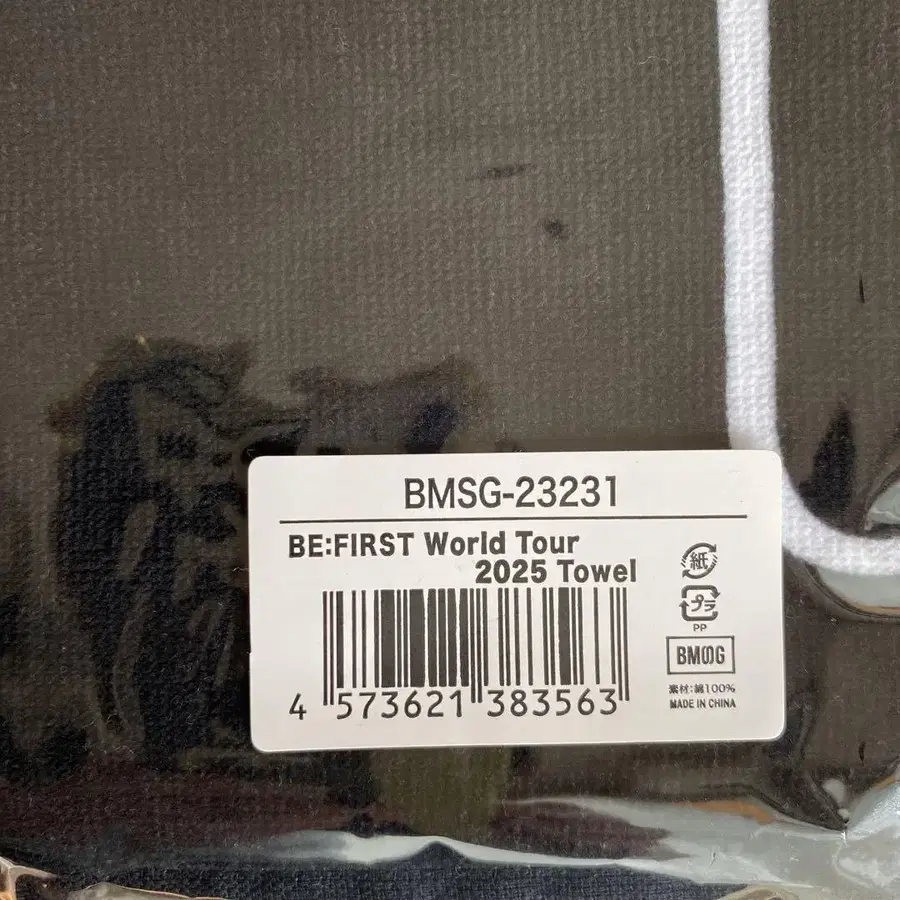 BMSG-23231
BE:FIRST World Tour
2025 Towel
紙
プラ
PP
BMSG
素材:綿100%
MADE IN CHINA
4 573621 383563